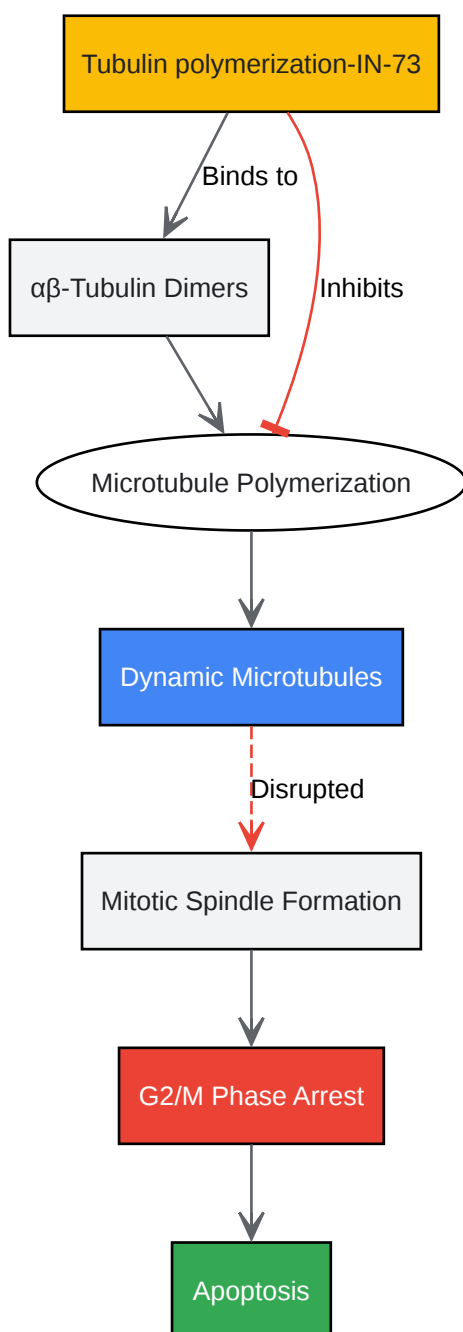 Tubulin polymerization-IN-73
Binds to
αβ-Tubulin Dimers
Inhibits
Microtubule Polymerization
Dynamic Microtubules
Disrupted
Mitotic Spindle Formation
G2/M Phase Arrest
Apoptosis